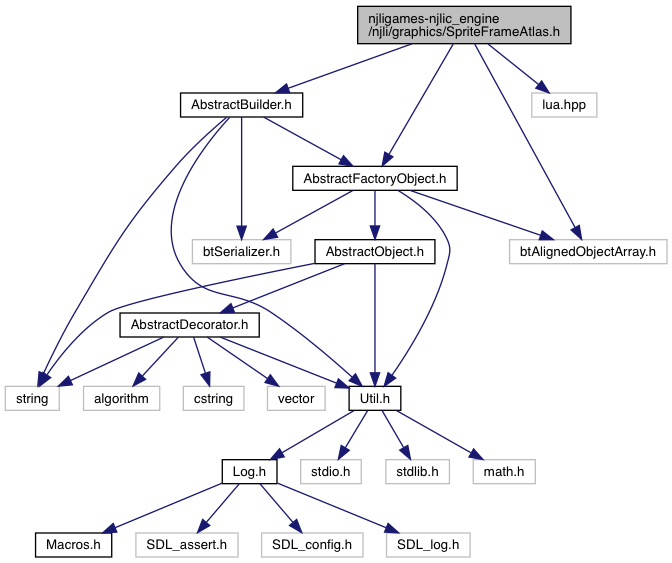 njligames-njlic_engine
/njli/graphics/SpriteFrameAtlas.h
AbstractBuilder.h
lua.hpp
AbstractFactoryObject.h
btSerializer.h
AbstractObject.h
btAlignedObjectArray.h
AbstractDecorator.h
string
algorithm
cstring
vector
Util.h
Log.h
stdio.h
stdlib.h
math.h
Macros.h
SDL_assert.h
SDL_config.h
SDL_log.h